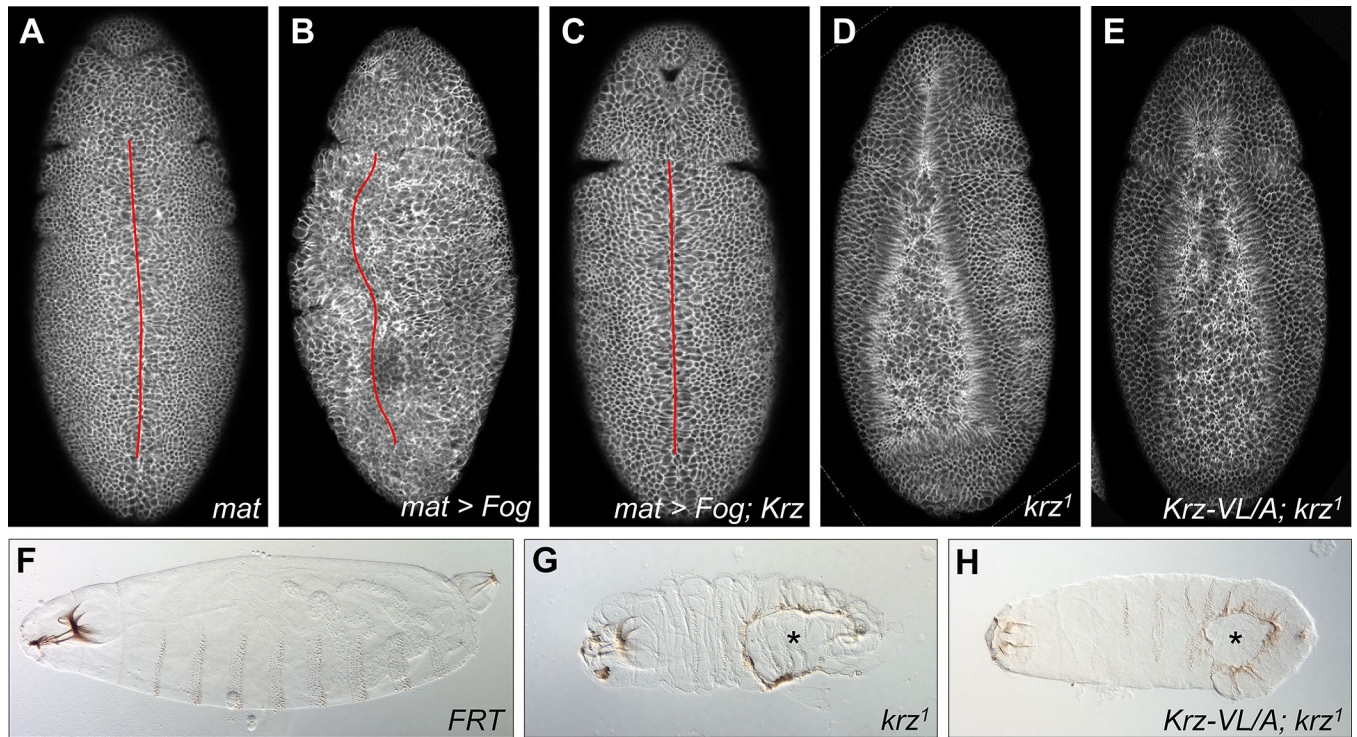 A
B
C
D
E
mat
mat > Fog
mat > Fog; Krz
krz¹
Krz-VL/A; krz¹
F
G
H
*
*
FRT
krz¹
Krz-VL/A; krz¹